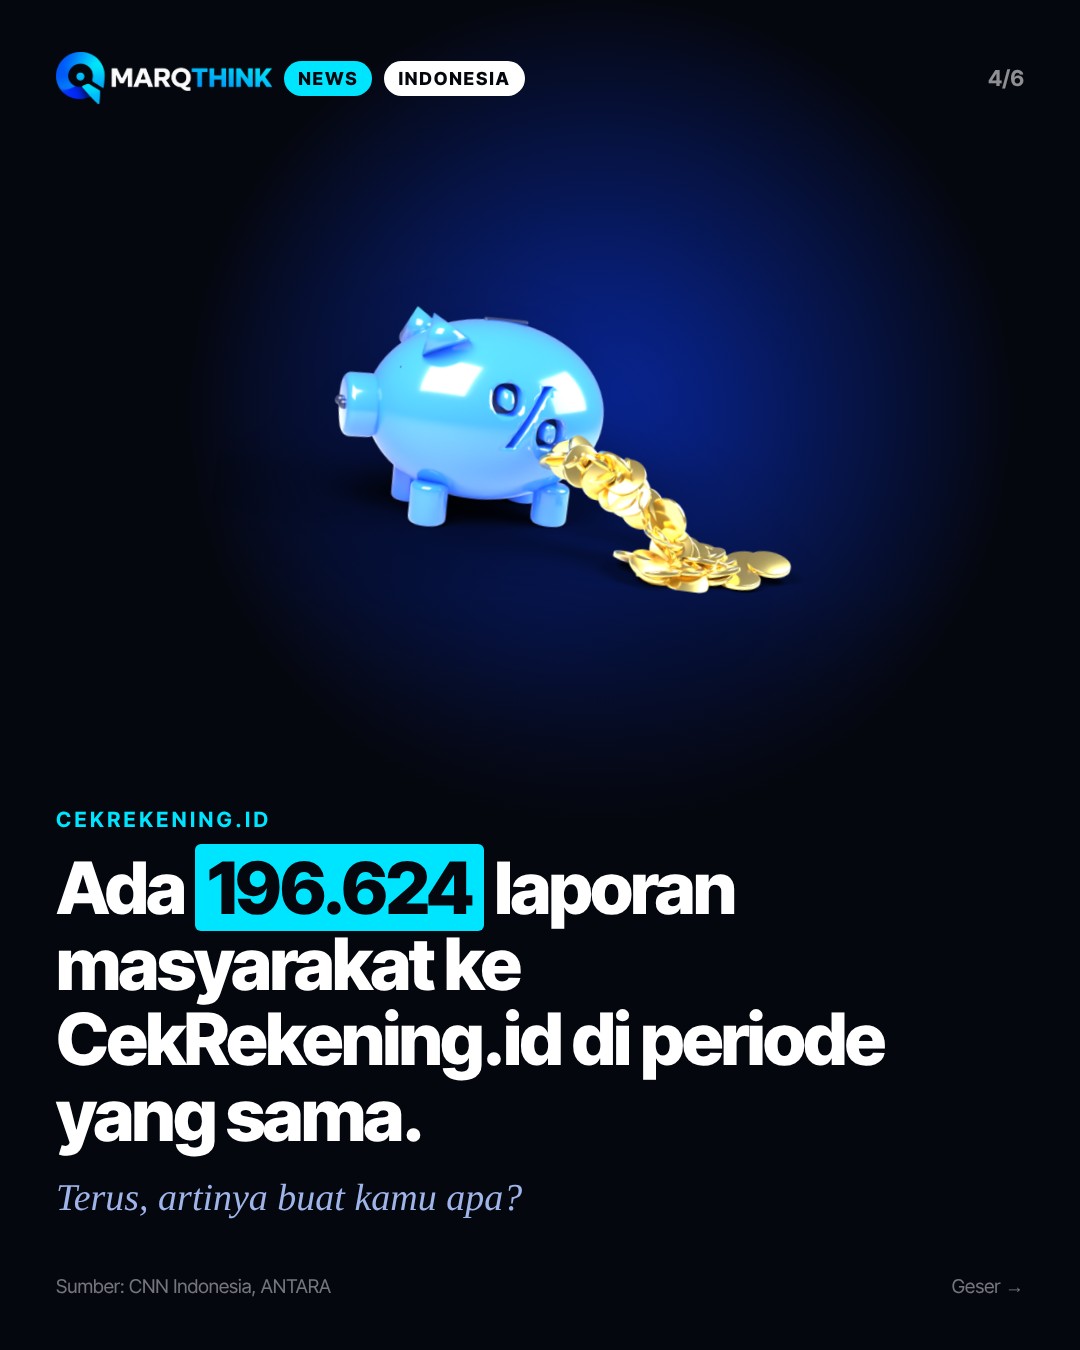 MARQTHINK NEWS INDONESIA 4/6
%
CEKREKENING.ID
Ada 196.624 laporan
masyarakat ke
CekRekening.id di periode
yang sama.
Terus, artinya buat kamu apa?
Sumber: CNN Indonesia, ANTARA Geser →